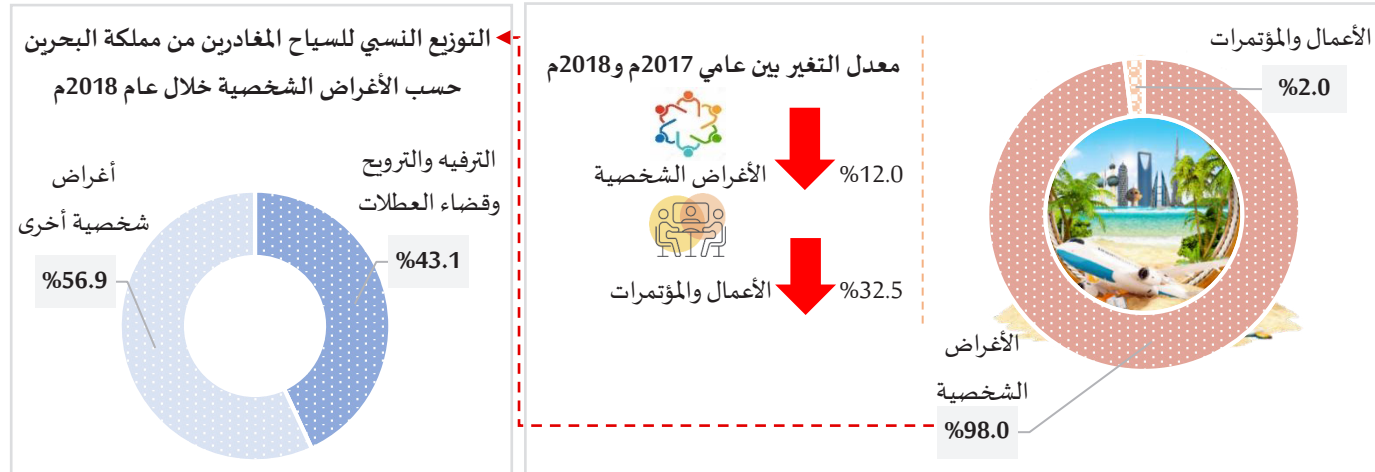 الأعمال والمؤتمرات
%2.0
الأغراض
الشخصية
%98.0
معدل التغير بين عامي 2017م و2018م
%12.0
الأغراض الشخصية
%32.5
الأعمال والمؤتمرات
التوزيع النسبي للسياح المغادرين من مملكة البحرين
حسب الأغراض الشخصية خلال عام 2018م
الترفيه والترويح
وقضاء العطلات
%43.1
أغراض
شخصية أخرى
%56.9